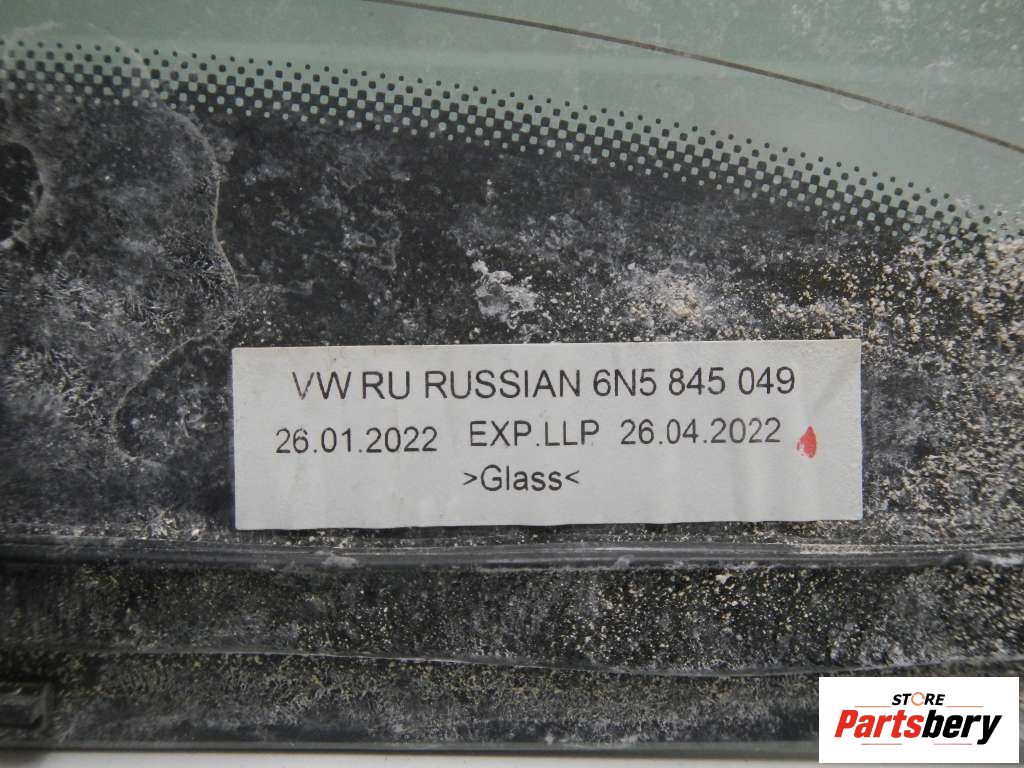 VW RU RUSSIAN 6N5 845 049
26.01.2022 EXP.LLP 26.04.2022
>Glass<
STORE
Partsbery